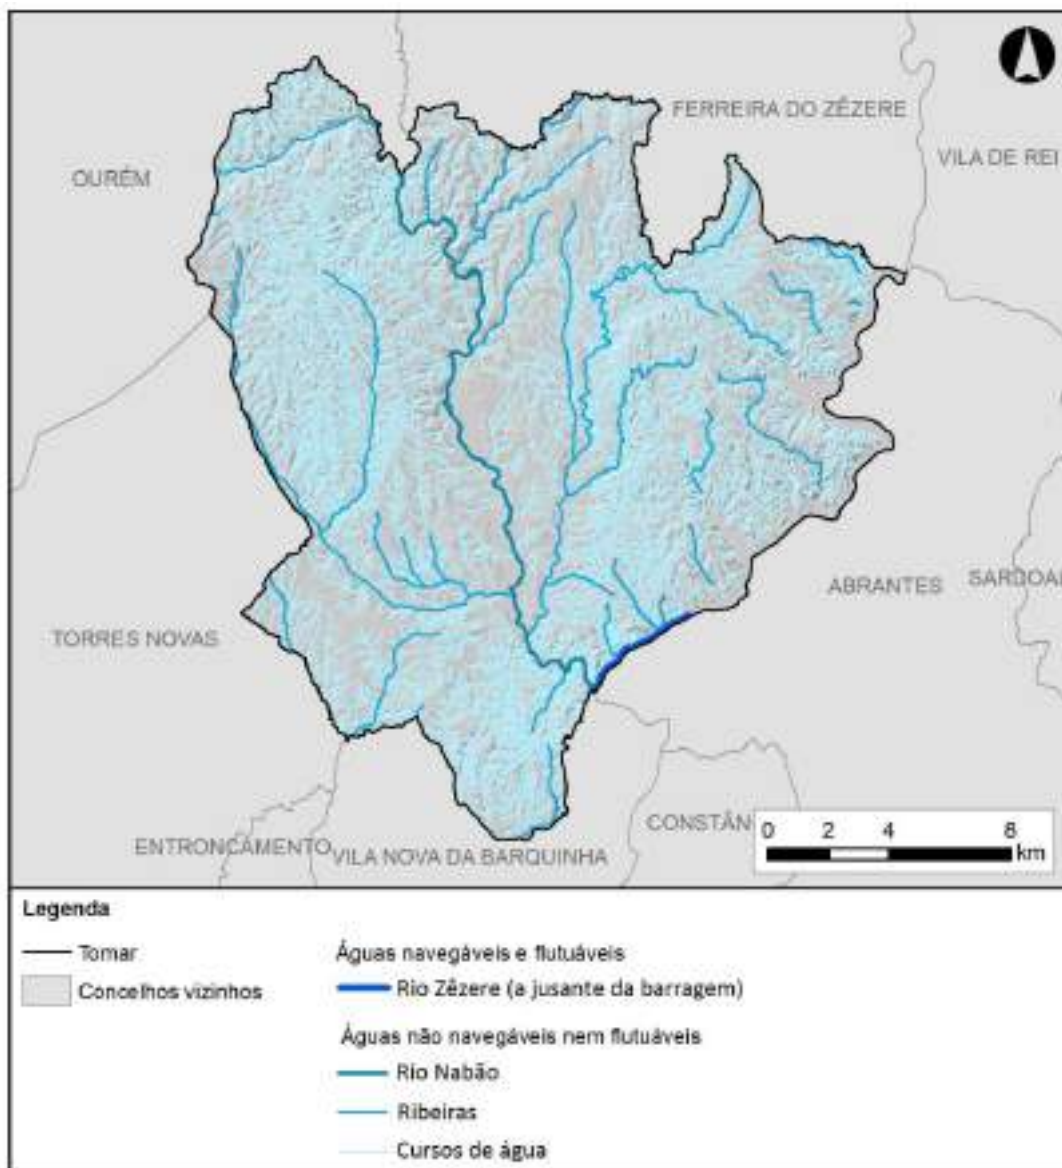 FERREIRA DO ZÊZERE
VILA DE REI
OURÉM
ABRANTES
SARDOAL
TORRES NOVAS
CONSTÂN
ENTRONCAMENTO
VILA NOVA DA BARQUINHA
0 2 4 8
km
Legenda
Tomar
Concelhos vizinhos
Águas navegáveis e flutuáveis
Rio Zêzere (a jusante da barragem)
Águas não navegáveis nem flutuáveis
Rio Nabão
Ribeiras
Cursos de água